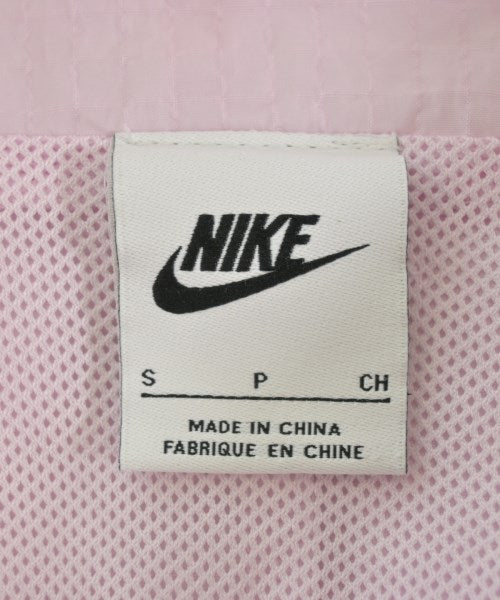 NIKE
S P CH
MADE IN CHINA
FABRIQUE EN CHINE